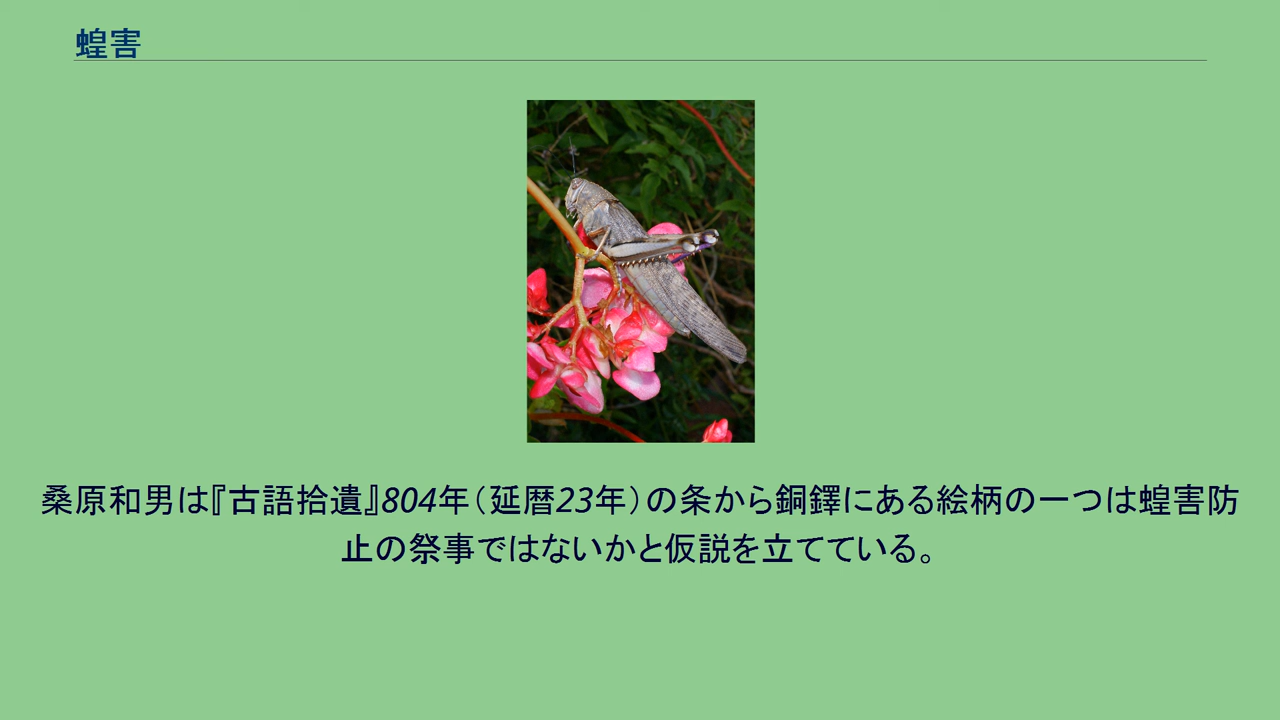 蝗害
桑原和男は『古語拾遺』804年（延暦23年）の条から銅鐸にある絵柄の一つは蝗害防
止の祭事ではないかと仮説を立てている。